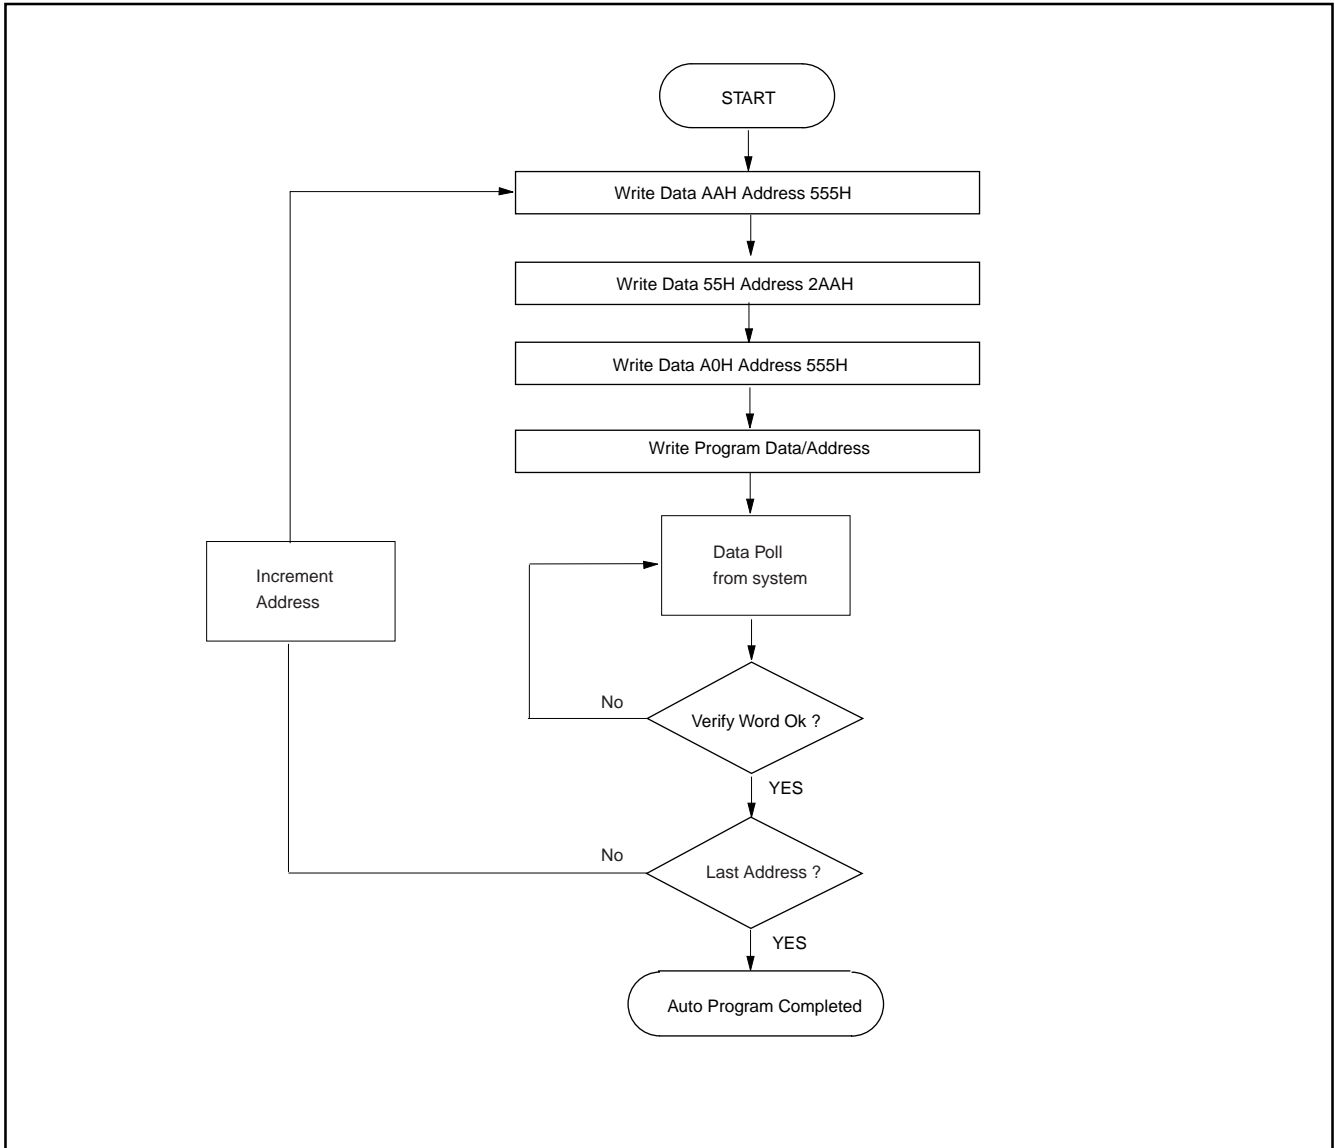 START
Write Data AAH Address 555H
Write Data 55H Address 2AAH
Write Data A0H Address 555H
Write Program Data/Address
Data Poll
from system
Increment
Address
No
Verify Word Ok ?
YES
No
Last Address ?
YES
Auto Program Completed